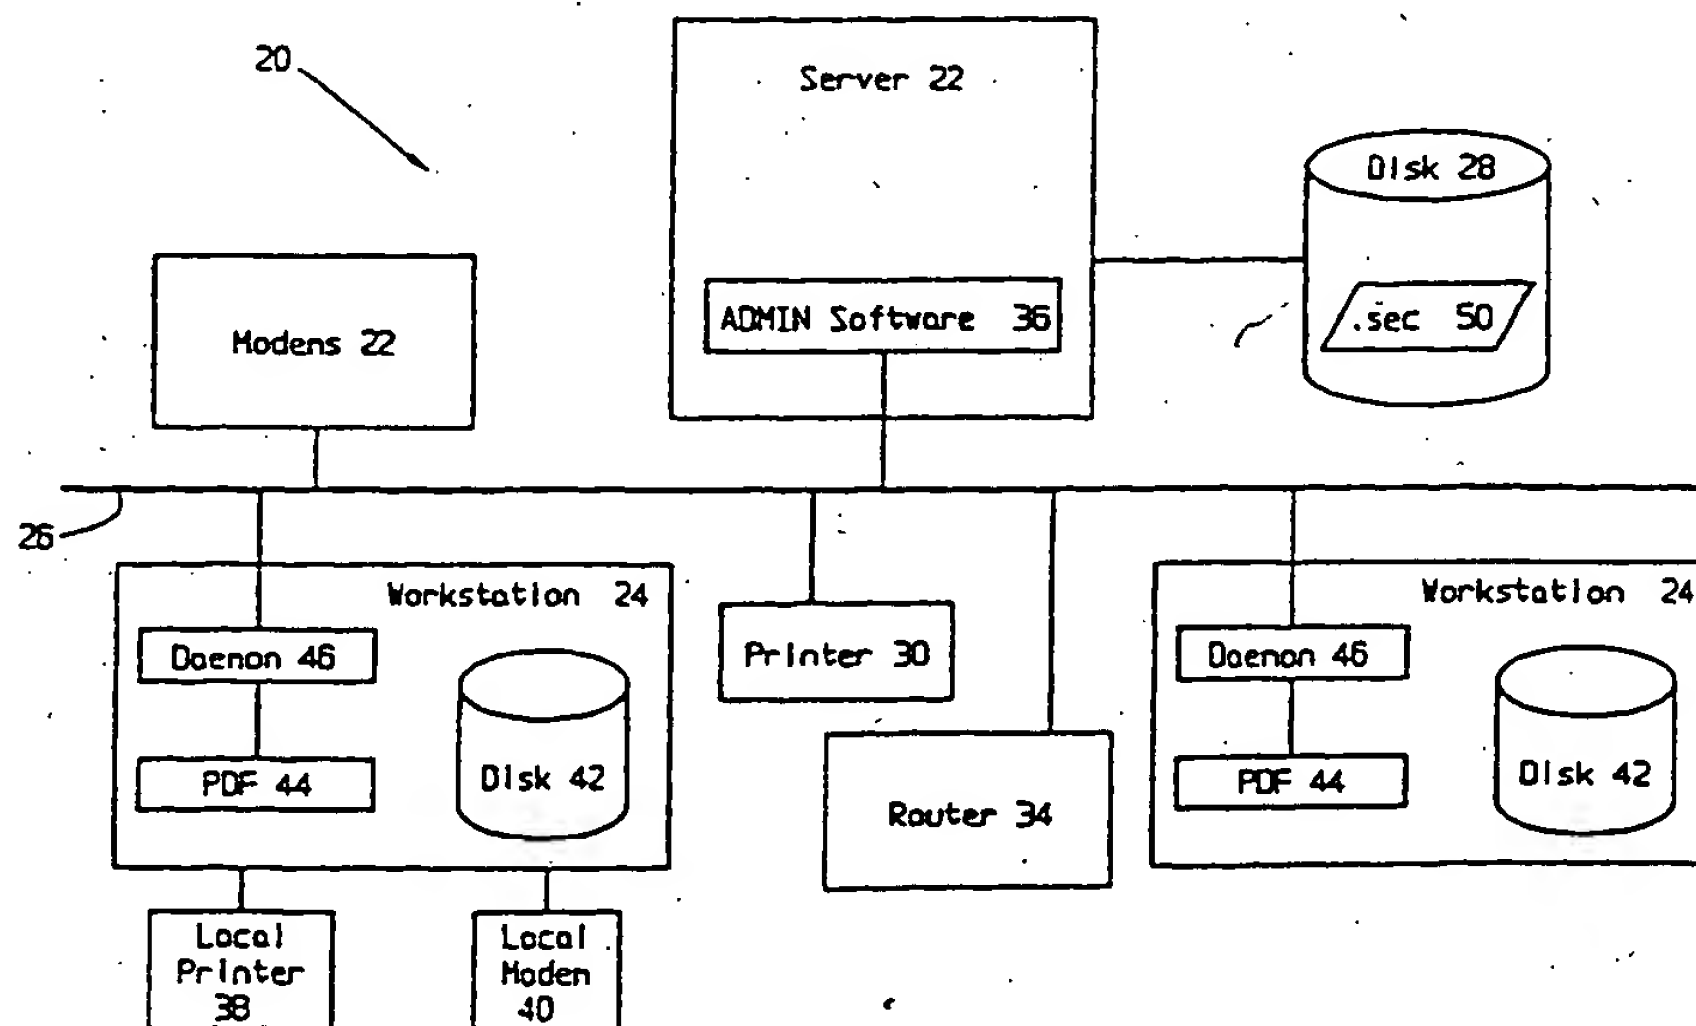 20
Server 22
Disk 28
ADMIN Software 36
.sec 50
Modens 22
26
Workstation 24
Workstation 24
Daenon 46
Printer 30
Daenon 46
PDF 44
Disk 42
Router 34
PDF 44
Disk 42
Local
Printer
38
Local
Moden
40